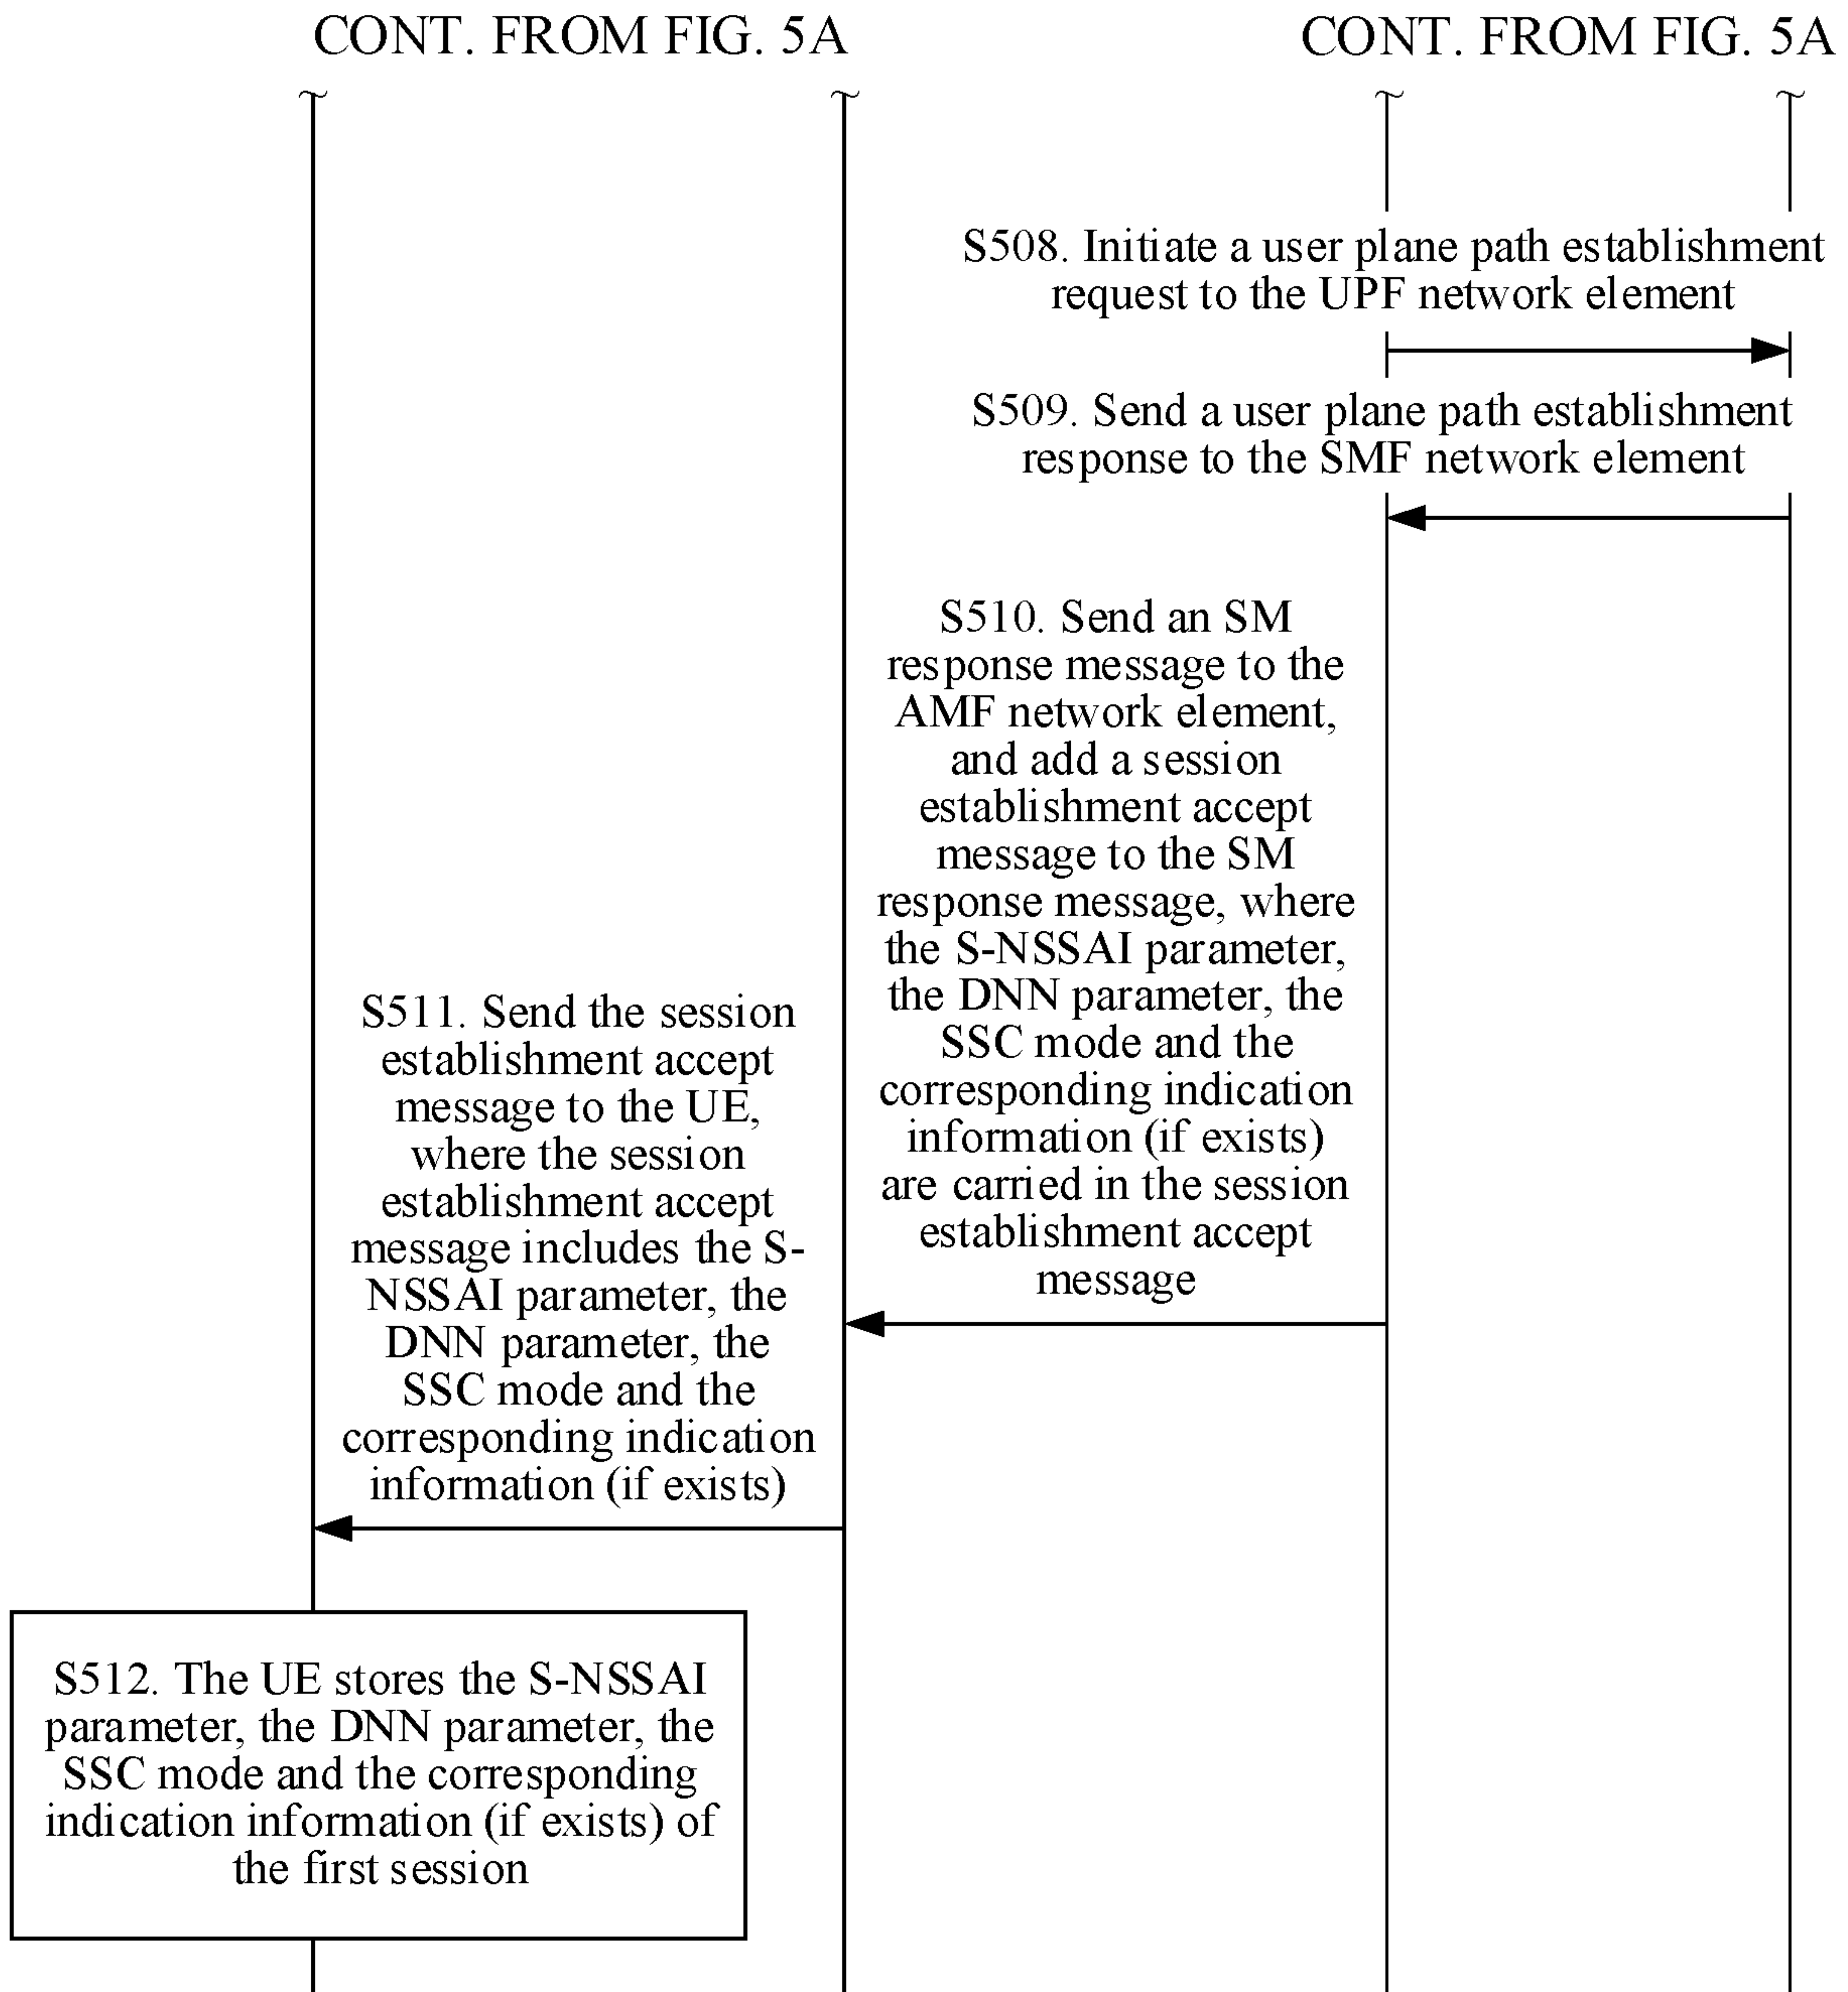 CONT. FROM FIG. 5A
CONT. FROM FIG. 5A
S508. Initiate a user plane path establishment
request to the UPF network element
S509. Send a user plane path establishment
response to the SMF network element
S510. Send an SM
response message to the
AMF network element,
and add a session
establishment accept
message to the SM
response message, where
the S-NSSAI parameter,
the DNN parameter, the
SSC mode and the
corresponding indication
information (if exists)
are carried in the session
establishment accept
message
S511. Send the session
establishment accept
message to the UE,
where the session
establishment accept
message includes the S-
NSSAI parameter, the
DNN parameter, the
SSC mode and the
corresponding indication
information (if exists)
S512. The UE stores the S-NSSAI
parameter, the DNN parameter, the
SSC mode and the corresponding
indication information (if exists) of
the first session